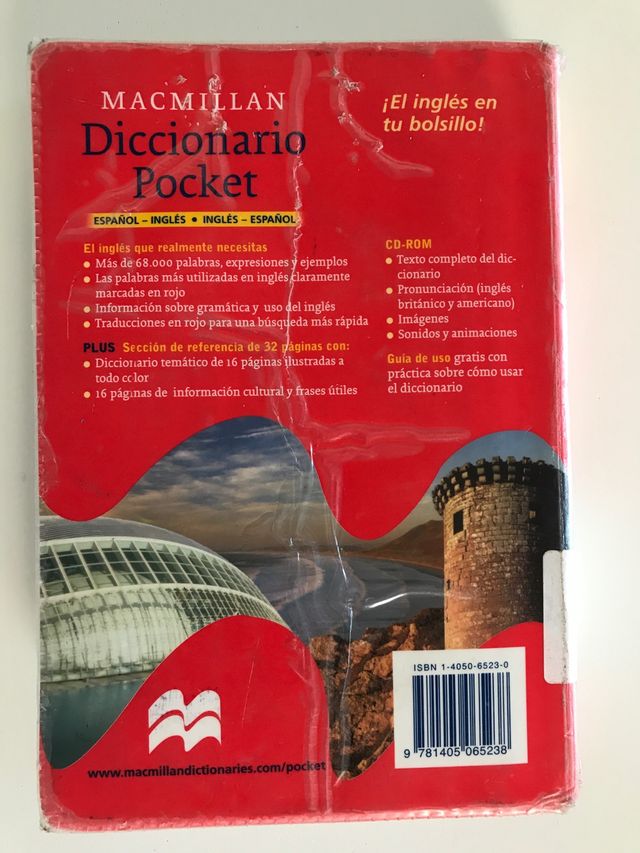 MACMILLAN
Diccionario
Pocket
ESPAÑOL – INGLÉS • INGLÉS – ESPAÑOL
¡El inglés en
tu bolsillo!
El inglés que realmente necesitas
• Más de 68.000 palabras, expresiones y ejemplos
• Las palabras más utilizadas en inglés claramente
marcadas en rojo
• Información sobre gramática y uso del inglés
• Traducciones en rojo para una búsqueda más rápida
PLUS Sección de referencia de 32 páginas con:
• Diccionario temático de 16 páginas ilustradas a
todo color
• 16 páginas de información cultural y frases útiles
CD-ROM
• Texto completo del dic-
cionario
• Pronunciación (inglés
británico y americano)
• Imágenes
• Sonidos y animaciones
Guía de uso gratis con
práctica sobre cómo usar
el diccionario
ISBN 1-4050-6523-0
9 781405 065238
www.macmillandictionaries.com/pocket